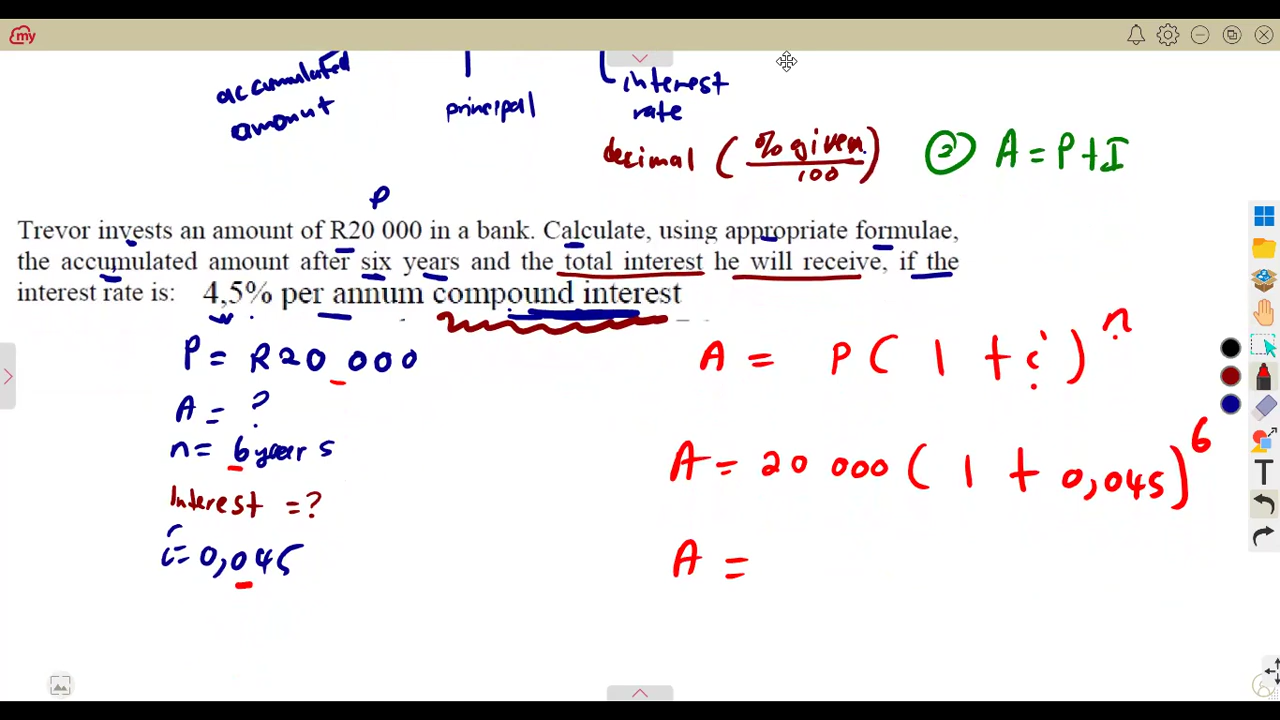 my
accumulated
amount
principal
interest
rate
decimal ( % given / 100 )
② A = P + I
P
Trevor invests an amount of R20 000 in a bank. Calculate, using appropriate formulae,
the accumulated amount after six years and the total interest he will receive, if the
interest rate is: 4,5% per annum compound interest
P = R20 000
A = ?
n = 6 years
Interest = ?
i = 0,045
A = P ( 1 + i )^n
A = 20 000 ( 1 + 0,045 )^6
A =
T